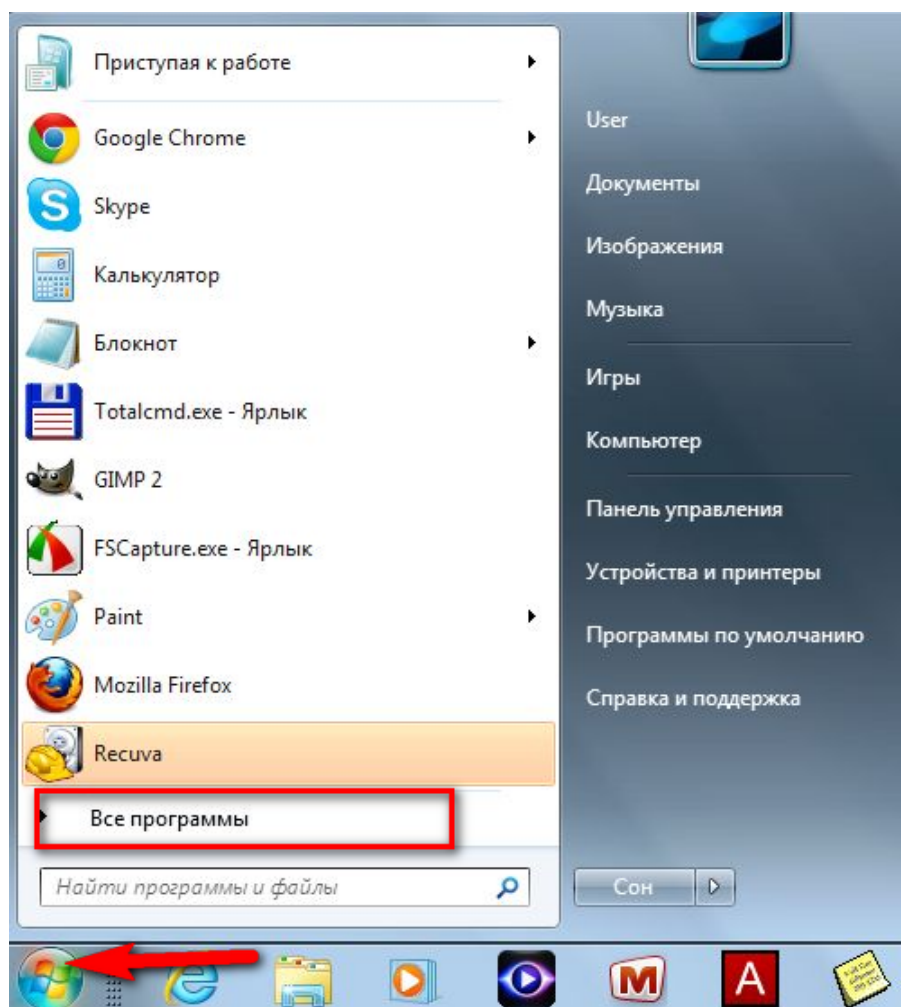 Приступая к работе
Google Chrome
Skype
Калькулятор
Блокнот
Totalcmd.exe - Ярлык
GIMP 2
FSCapture.exe - Ярлык
Paint
Mozilla Firefox
Recuva
Все программы
Найти программы и файлы
User
Документы
Изображения
Музыка
Игры
Компьютер
Панель управления
Устройства и принтеры
Программы по умолчанию
Справка и поддержка
Сон
M
A